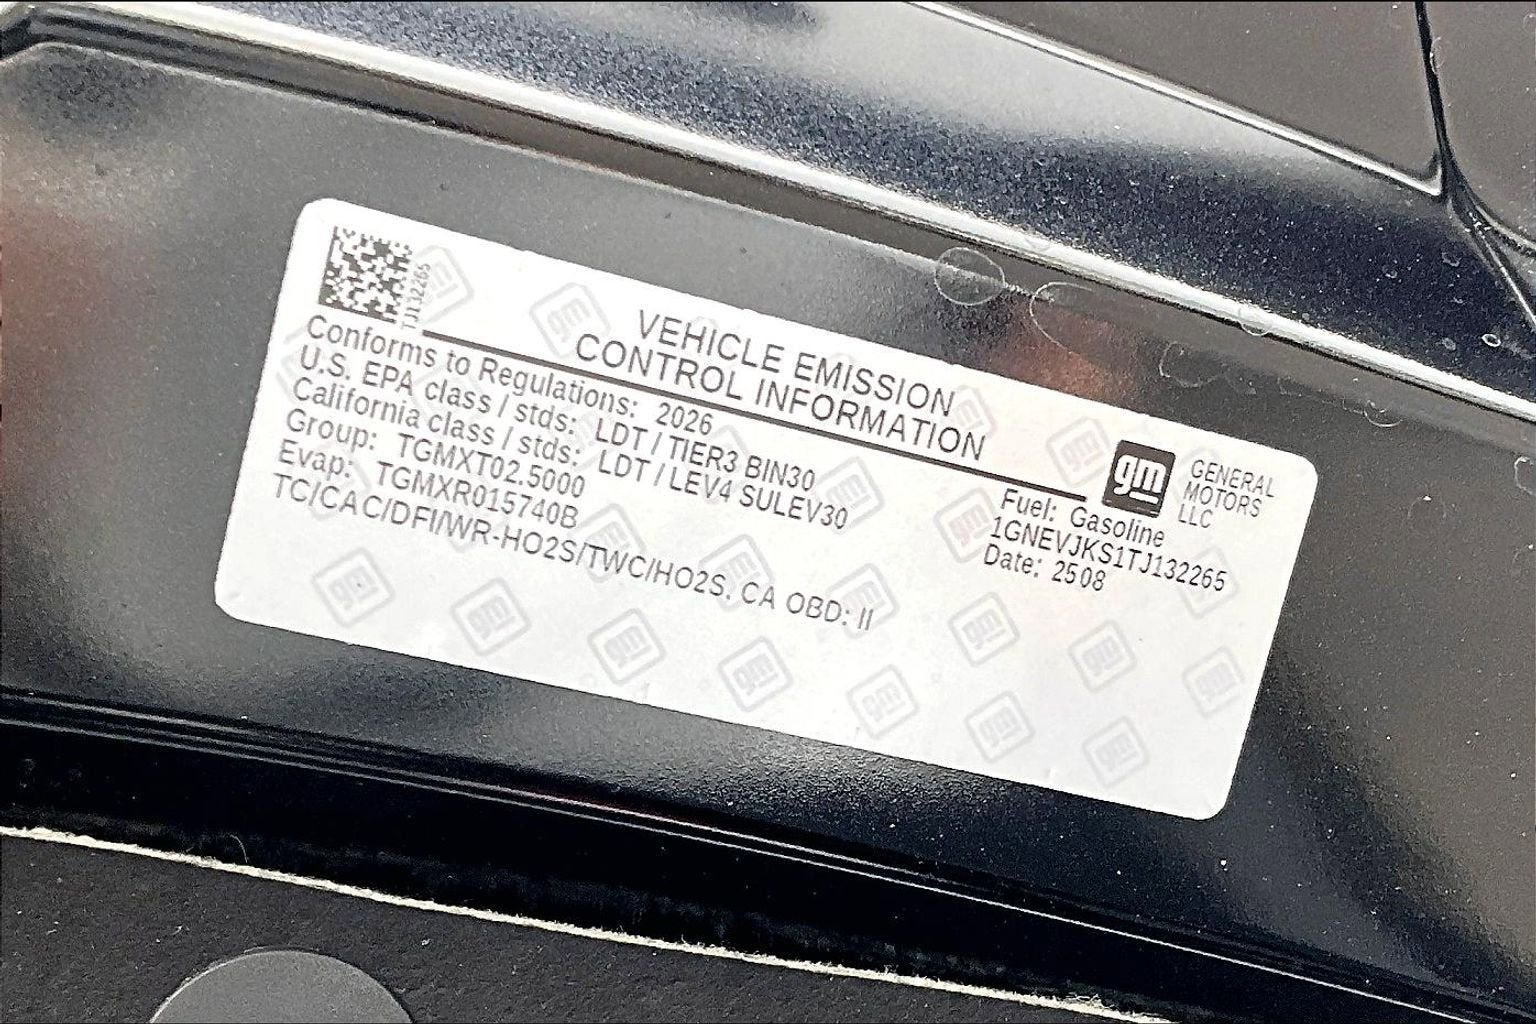 TJ132265
VEHICLE EMISSION
CONTROL INFORMATION
Conforms to Regulations: 2026
U.S. EPA class / stds: LDT / TIER3 BIN30
California class / stds: LDT / LEV4 SULEV30
Group: TGMXT02.5000
Evap: TGMXR015740B
TC/CAC/DFI/WR-HO2S/TWC/HO2S, CA OBD: II
gm
GENERAL
MOTORS
LLC
Fuel: Gasoline
1GNEVJKS1TJ132265
Date: 2508